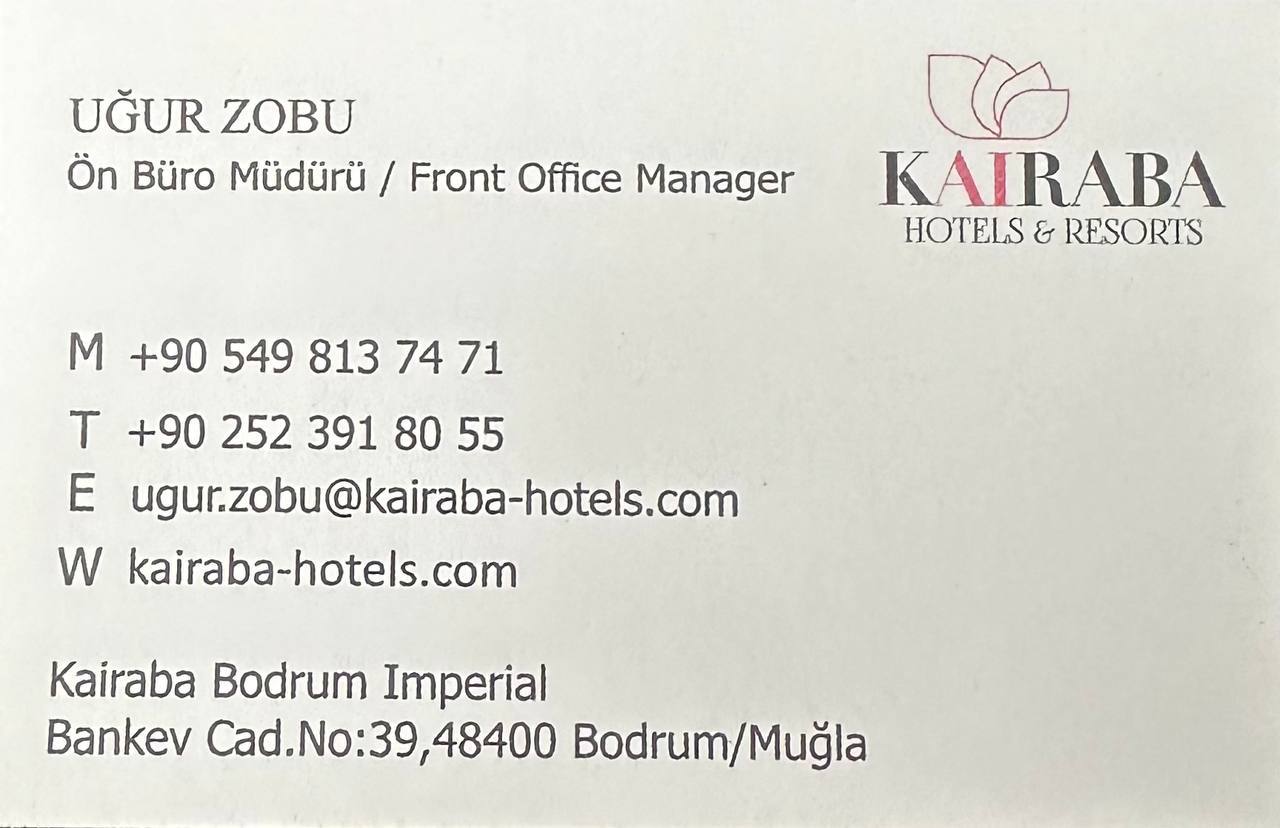 UĞUR ZOBU
Ön Büro Müdürü / Front Office Manager
KAIRABA
HOTELS & RESORTS
M +90 549 813 74 71
T +90 252 391 80 55
E ugur.zobu@kairaba-hotels.com
W kairaba-hotels.com
Kairaba Bodrum Imperial
Bankev Cad.No:39,48400 Bodrum/Muğla